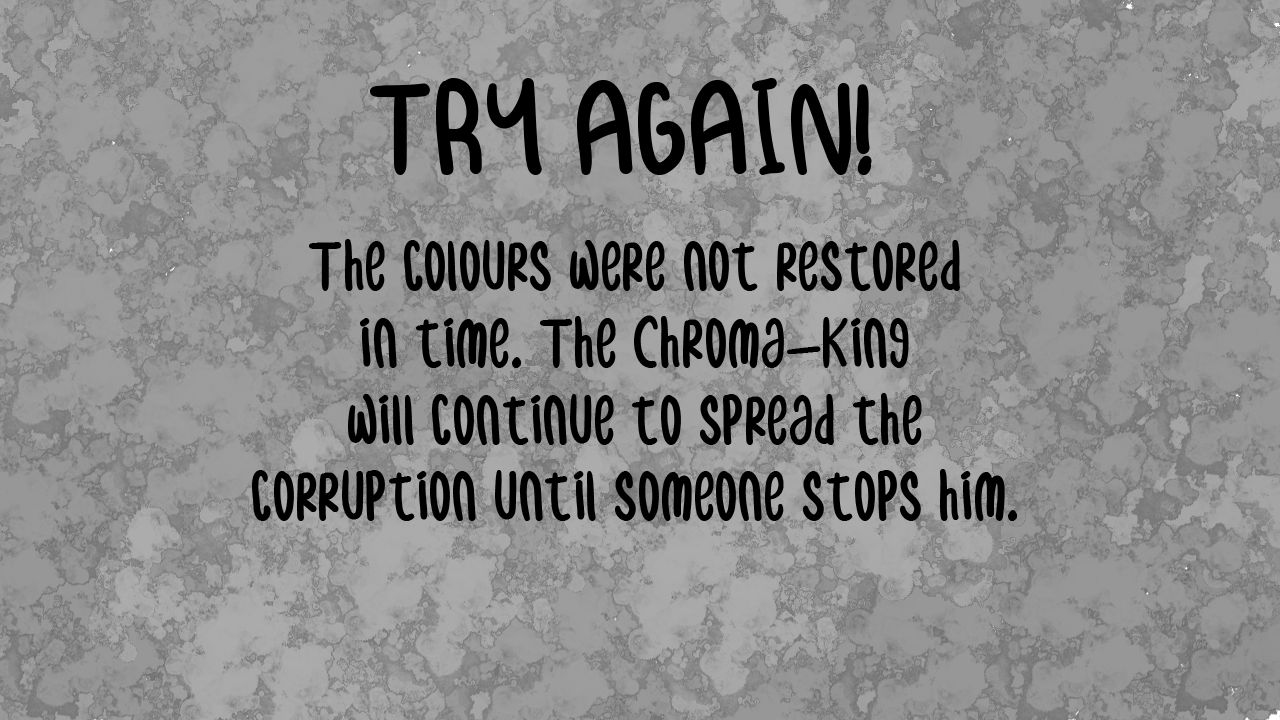 TRY AGAIN!
The colours were not restored
in time. The Chroma-King
will continue to spread the
corruption until someone stops him.